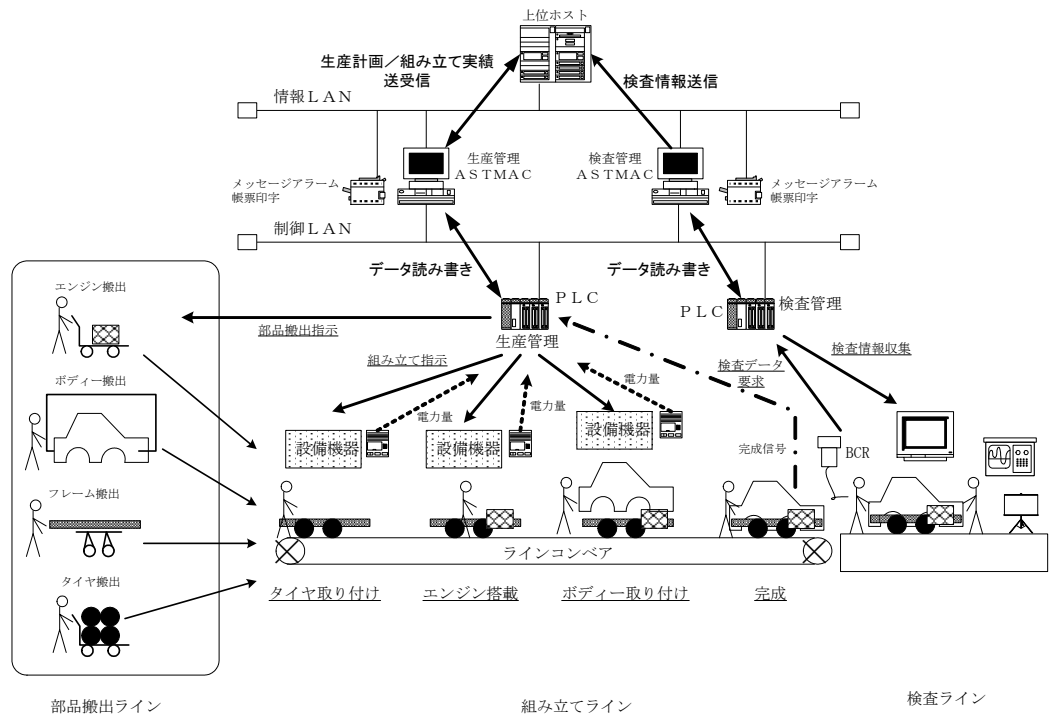 上位ホスト
生産計画／組み立て実績
送受信
検査情報送信
情報ＬＡＮ
生産管理
ＡＳＴＭＡＣ
検査管理
ＡＳＴＭＡＣ
メッセージアラーム
帳票印字
メッセージアラーム
帳票印字
制御ＬＡＮ
データ読み書き
データ読み書き
エンジン搬出
ＰＬＣ
生産管理
ＰＬＣ
検査管理
部品搬出指示
組み立て指示
検査データ
要求
検査情報収集
ボディー搬出
電力量
電力量
電力量
設備機器
設備機器
設備機器
完成信号
BCR
フレーム搬出
ラインコンベア
タイヤ搬出
タイヤ取り付け
エンジン搭載
ボディー取り付け
完成
部品搬出ライン
組み立てライン
検査ライン